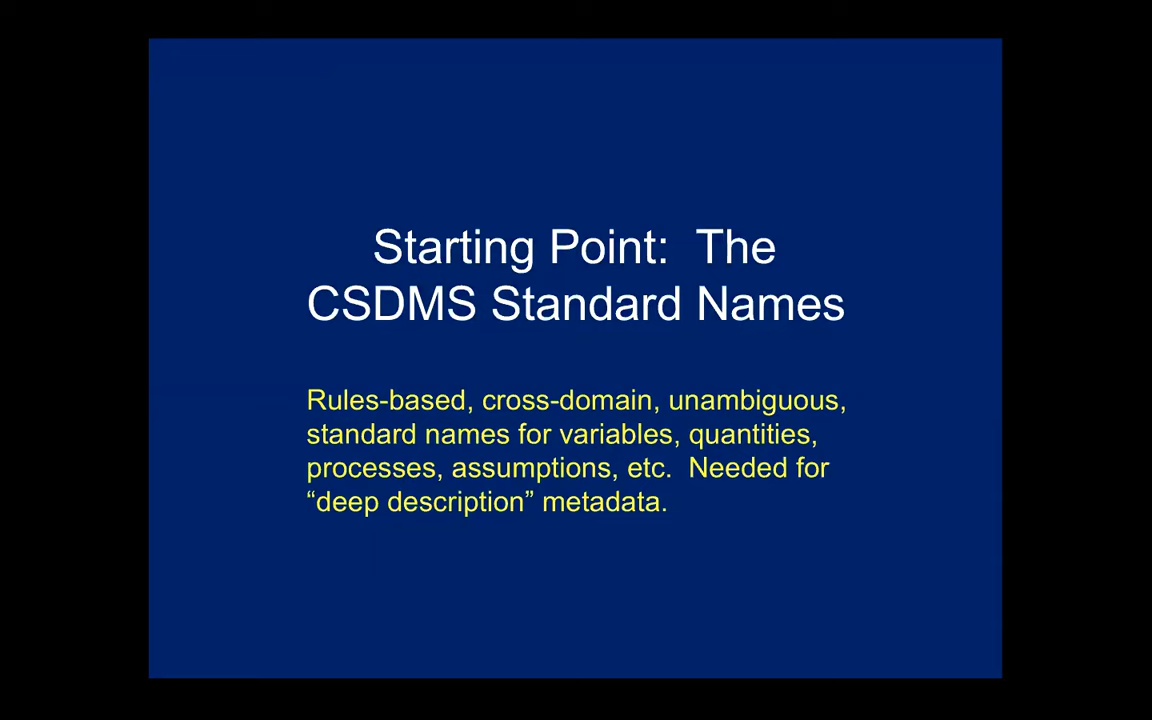 Starting Point:  The
CSDMS Standard Names
Rules-based, cross-domain, unambiguous,
standard names for variables, quantities,
processes, assumptions, etc.  Needed for
“deep description” metadata.